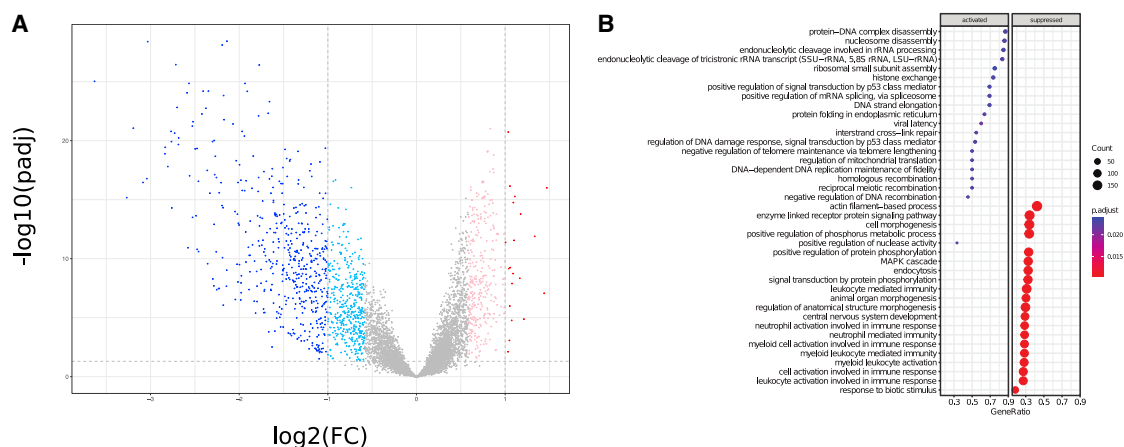 A
-log10(padj)
20
10
0
-3
-2
-1
0
1
log2(FC)
B
activated
suppressed
protein-DNA complex disassembly
nucleosome disassembly
endonucleolytic cleavage involved in rRNA processing
endonucleolytic cleavage of tricistronic rRNA transcript (SSU-rRNA, 5,8S rRNA, LSU-rRNA)
ribosomal small subunit assembly
histone exchange
positive regulation of signal transduction by p53 class mediator
positive regulation of mRNA splicing, via spliceosome
DNA strand elongation
protein folding in endoplasmic reticulum
viral latency
interstrand cross-link repair
regulation of DNA damage response, signal transduction by p53 class mediator
negative regulation of telomere maintenance via telomere lengthening
regulation of mitochondrial translation
DNA-dependent DNA replication maintenance of fidelity
homologous recombination
reciprocal meiotic recombination
negative regulation of DNA recombination
actin filament-based process
enzyme linked receptor protein signaling pathway
cell morphogenesis
positive regulation of phosphorus metabolic process
positive regulation of nuclease activity
positive regulation of protein phosphorylation
MAPK cascade
endocytosis
signal transduction by protein phosphorylation
leukocyte mediated immunity
animal organ morphogenesis
regulation of anatomical structure morphogenesis
central nervous system development
neutrophil activation involved in immune response
neutrophil mediated immunity
myeloid cell activation involved in immune response
myeloid leukocyte mediated immunity
myeloid leukocyte activation
cell activation involved in immune response
leukocyte activation involved in immune response
response to biotic stimulus
0.3 0.5 0.7 0.9 0.3 0.5 0.7 0.9
GeneRatio
Count
50
100
150
p.adjust
0.020
0.015